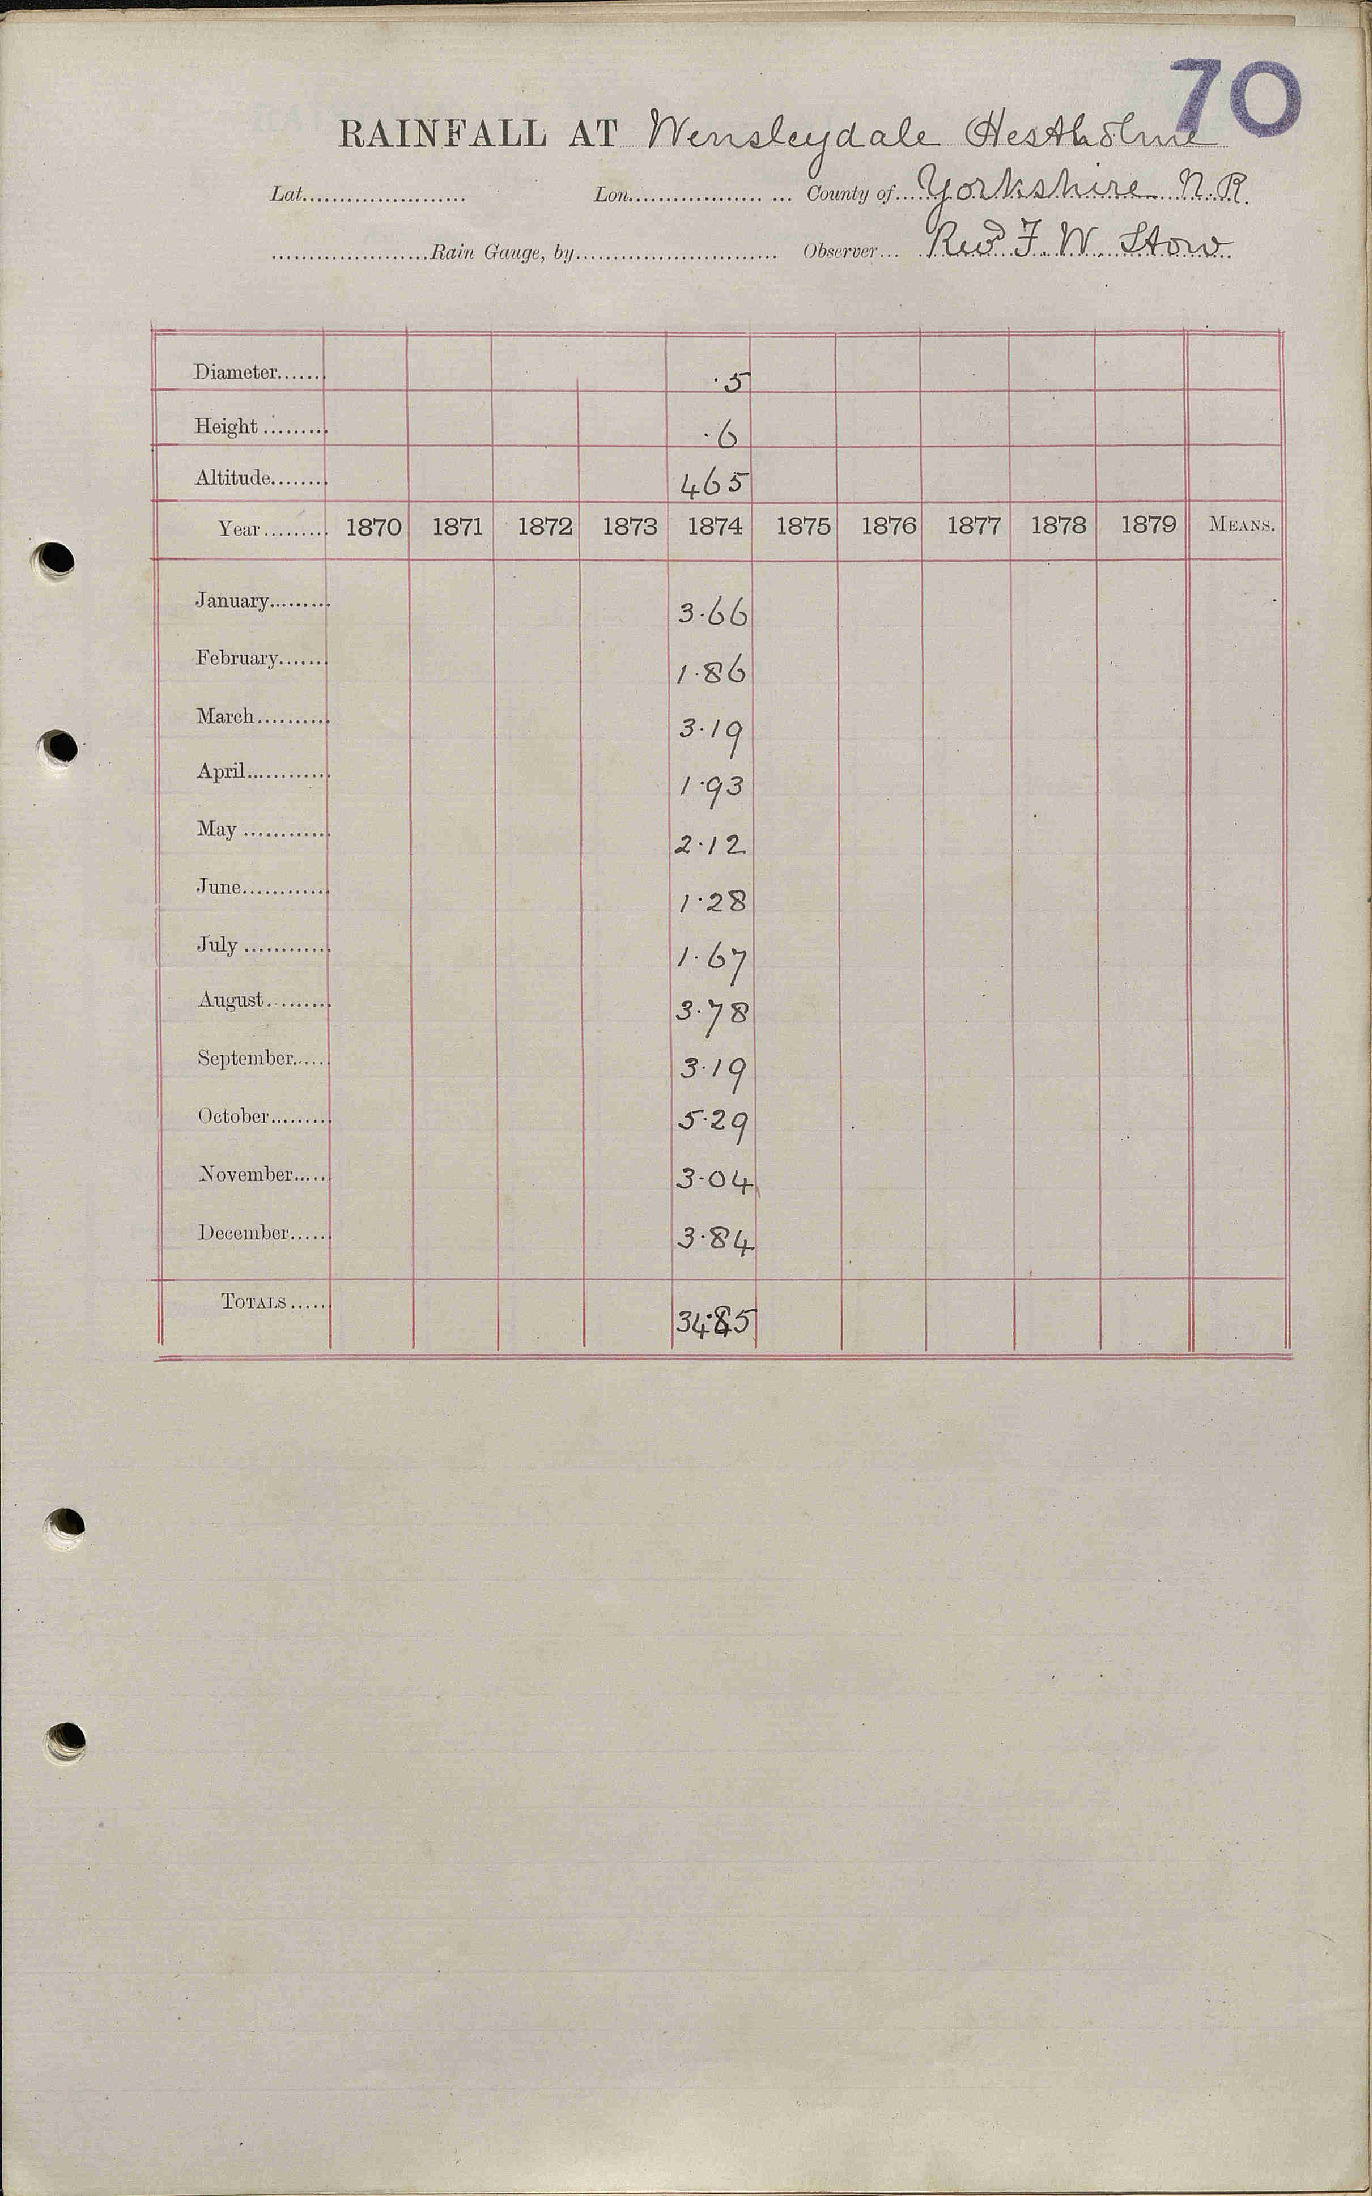 70
RAINFALL AT Wensleydale Hestholme
Lat. Lon. County of Yorkshire N.R.
Rain Gauge, by Observer Revd F. W. Stow
Diameter ·5
Height ·6
Altitude 465
Year 1870 1871 1872 1873 1874 1875 1876 1877 1878 1879 MEANS.
January 3·66
February 1·86
March 3·19
April 1·93
May 2·12
June 1·28
July 1·67
August 3·78
September 3·19
October 5·29
November 3·04
December 3·84
TOTALS 34·85